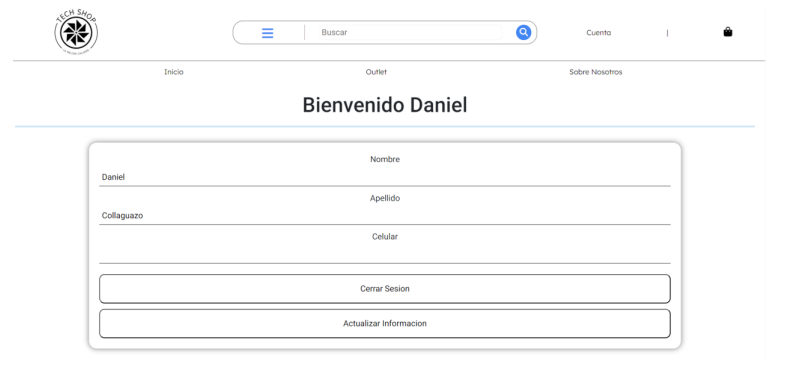 TECH SHOP
Buscar
Cuenta |
Inicio Outlet Sobre Nosotros
Bienvenido Daniel
Nombre
Daniel
Apellido
Collaguazo
Celular
Cerrar Sesion
Actualizar Informacion